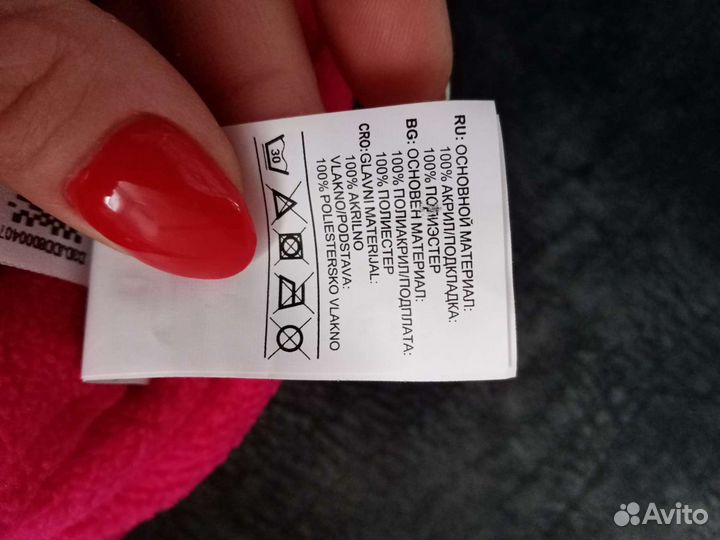 RU: ОСНОВНОЙ МАТЕРИАЛ:
100% АКРИЛ/ПОДКЛАДКА:
100% ПОЛИЭСТЕР
BG: ОСНОВЕН МАТЕРИАЛ:
100% ПОЛИАКРИЛ/ПОДПЛАТА:
100% ПОЛИЕСТЕР
CRO: GLAVNI MATERIJAL:
100% AKRILNO
VLAKNO/PODSTAVA:
100% POLIESTERSKO VLAKNO
30
Avito